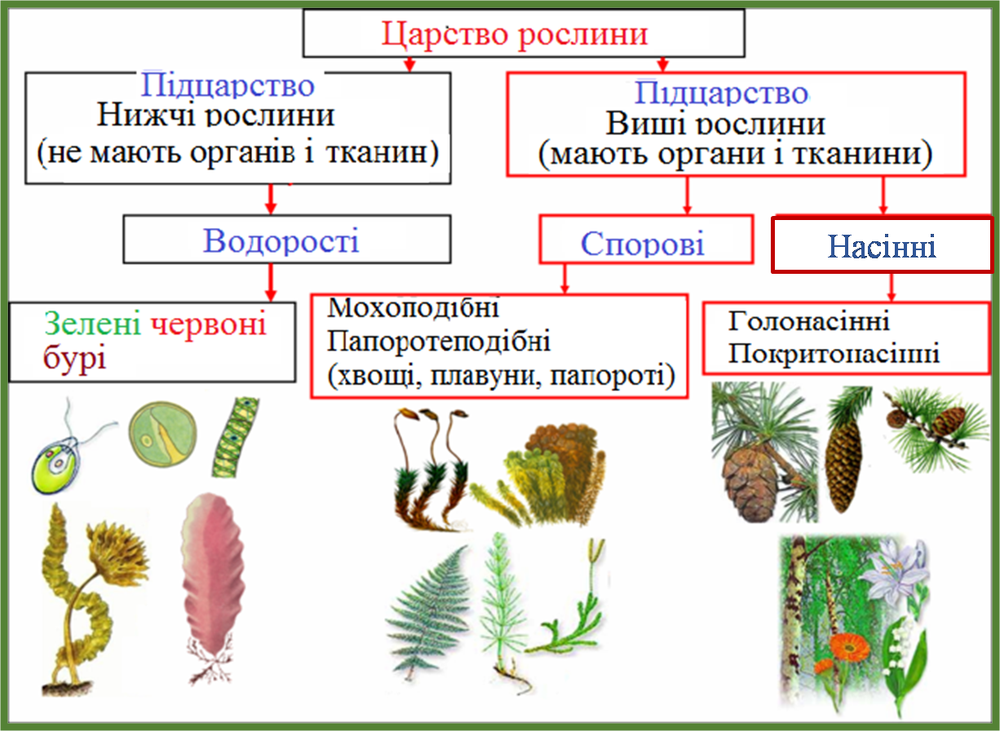 Царство рослини
Підцарство
Нижчі рослини
(не мають органів і тканин)
Підцарство
Виші рослини
(мають органи і тканини)
Водорості
Спорові
Насінні
Зелені червоні
бурі
Мохоподібні
Папоротеподібні
(хвощі, плавуни, папороті)
Голонасінні
Покритонасінні